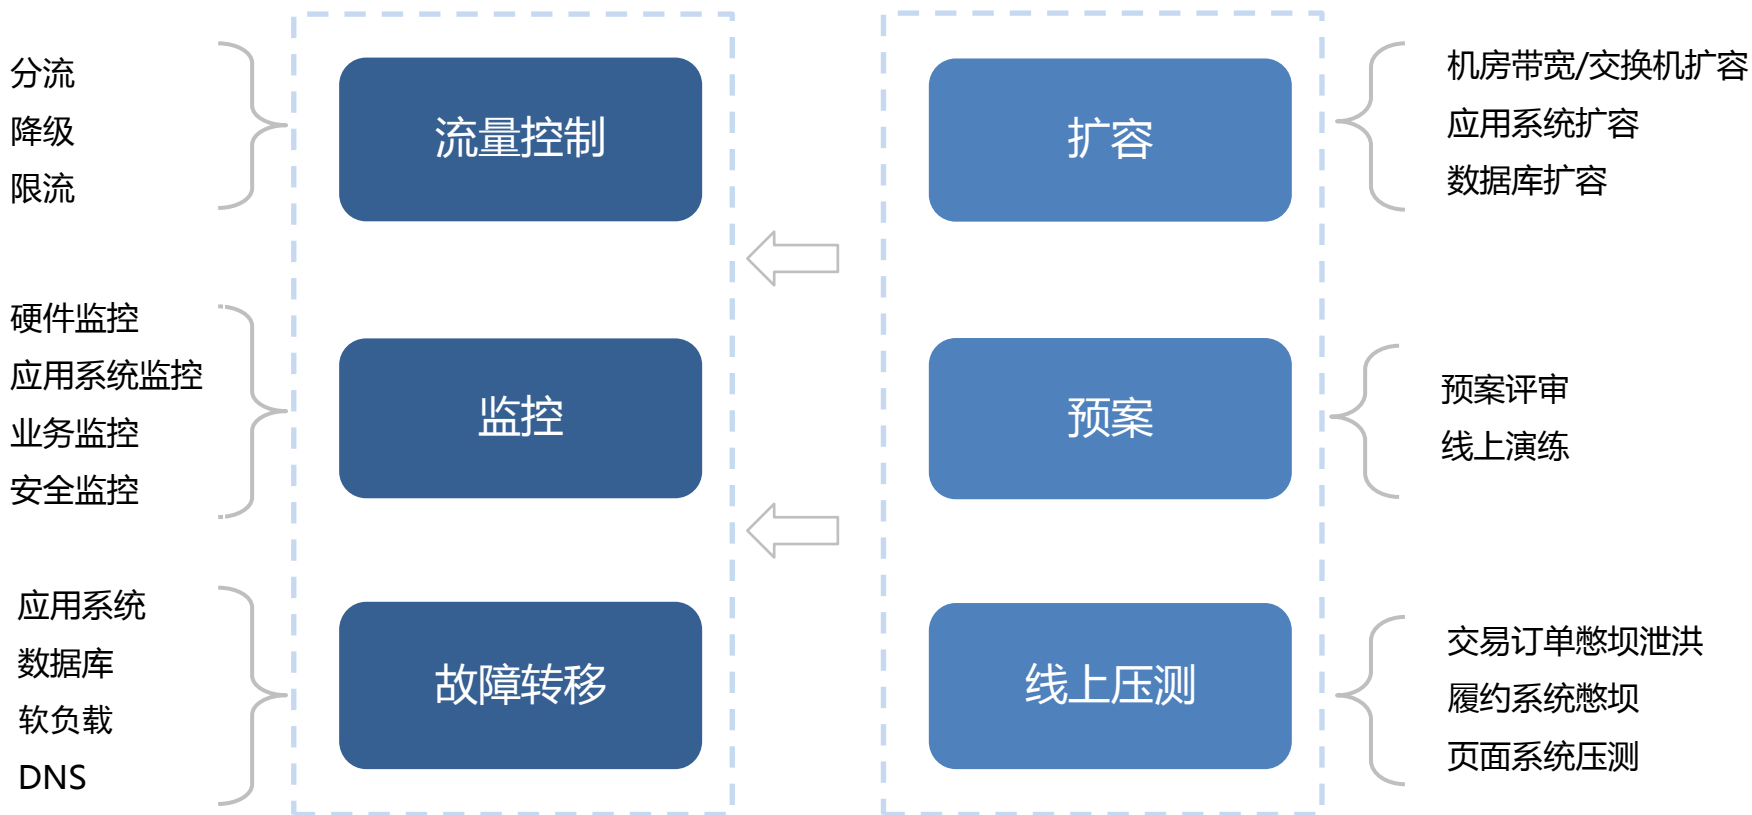 分流
降级
限流
流量控制
扩容
机房带宽/交换机扩容
应用系统扩容
数据库扩容
硬件监控
应用系统监控
业务监控
安全监控
监控
预案
预案评审
线上演练
应用系统
数据库
软负载
DNS
故障转移
线上压测
交易订单憋坝泄洪
履约系统憋坝
页面系统压测